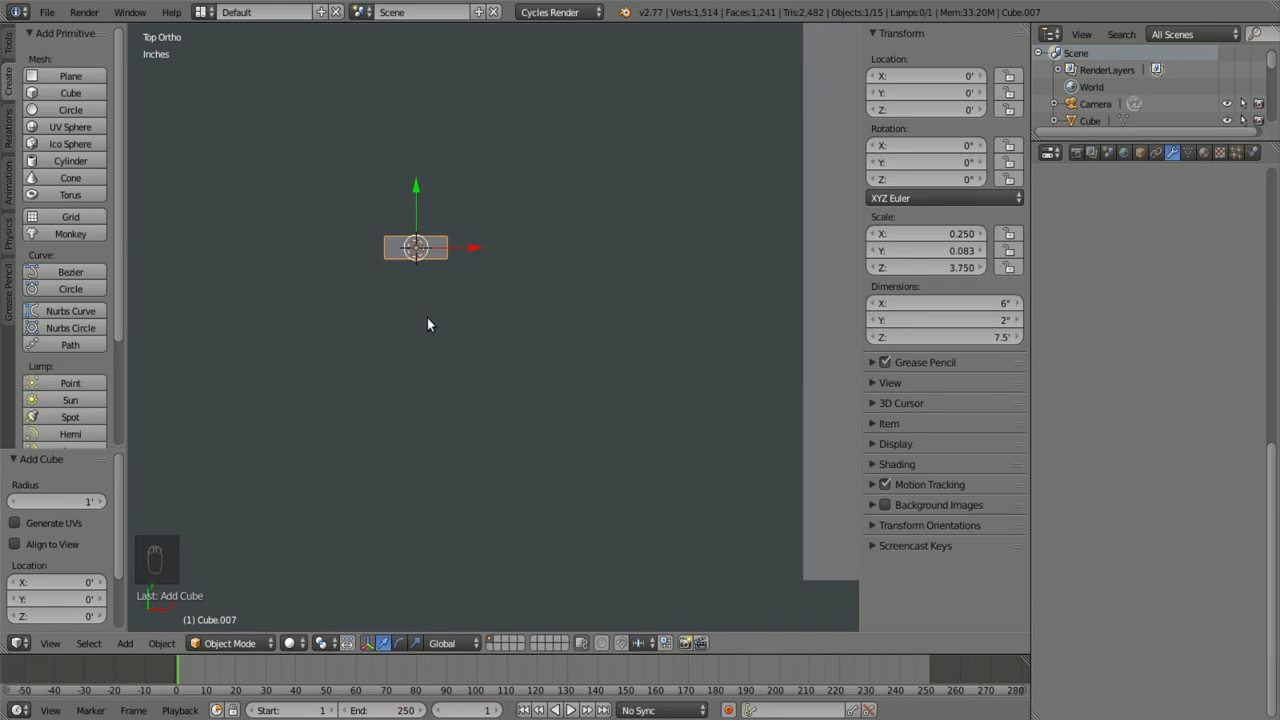 File Render Window Help Default Scene Cycles Render v2.77 | Verts:1,514 | Faces:1,241 | Tris:2,482 | Objects:1/15 | Lamps:0/1 | Mem:33.20M | Cube.007
Tools
Create
Relations
Animation
Physics
Grease Pencil
Add Primitive
Mesh:
Plane
Cube
Circle
UV Sphere
Ico Sphere
Cylinder
Cone
Torus
Grid
Monkey
Curve:
Bezier
Circle
Nurbs Curve
Nurbs Circle
Path
Lamp:
Point
Sun
Spot
Hemi
Add Cube
Radius
1'
Generate UVs
Align to View
Location
X: 0'
Y: 0'
Z: 0'
Top Ortho
Inches
Last: Add Cube
(1) Cube.007
Transform
Location:
X: 0'
Y: 0'
Z: 0'
Rotation:
X: 0°
Y: 0°
Z: 0°
XYZ Euler
Scale:
X: 0.250
Y: 0.083
Z: 3.750
Dimensions:
X: 6"
Y: 2"
Z: 7.5'
Grease Pencil
View
3D Cursor
Item
Display
Shading
Motion Tracking
Background Images
Transform Orientations
Screencast Keys
View Search All Scenes
Scene
RenderLayers
World
Camera
Cube
View Select Add Object Object Mode Global
-50 -40 -30 -20 -10 0 10 20 30 40 50 60 70 80 90 100 110 120 130 140 150 160 170 180 190 200 210 220 230 240 250 260 270 280
View Marker Frame Playback Start: 1 End: 250 1 No Sync